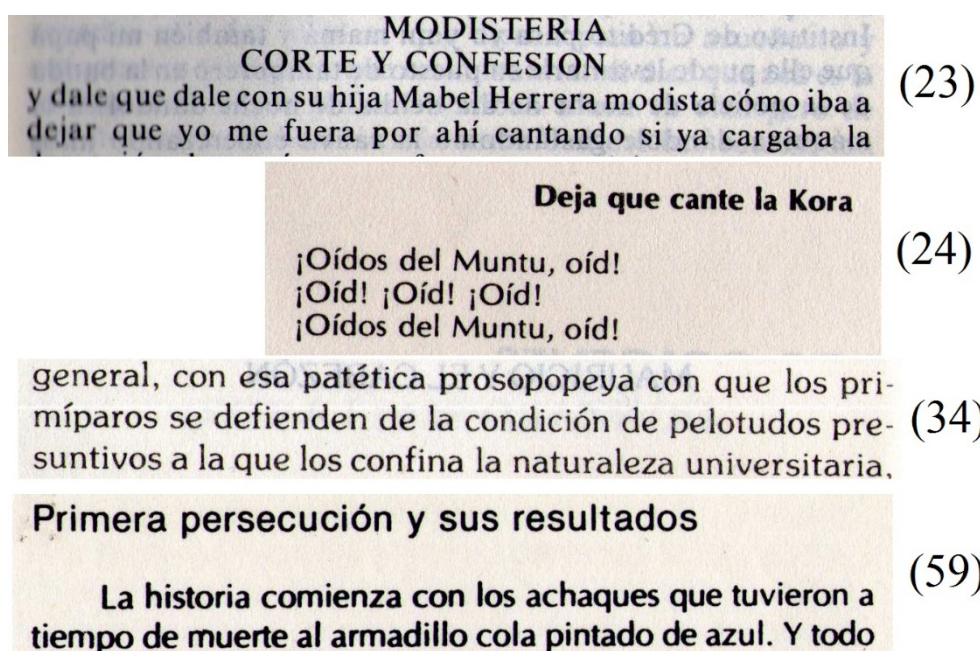 MODISTERIA
CORTE Y CONFESION
y dale que dale con su hija Mabel Herrera modista cómo iba a
dejar que yo me fuera por ahí cantando si ya cargaba la
(23)
Deja que cante la Kora
¡Oídos del Muntu, oíd!
¡Oíd! ¡Oíd! ¡Oíd!
¡Oídos del Muntu, oíd!
(24)
general, con esa patética prosopopeya con que los pri-
míparos se defienden de la condición de pelotudos pre-
suntivos a la que los confina la naturaleza universitaria.
(34)
Primera persecución y sus resultados
La historia comienza con los achaques que tuvieron a
tiempo de muerte al armadillo cola pintado de azul. Y todo
(59)